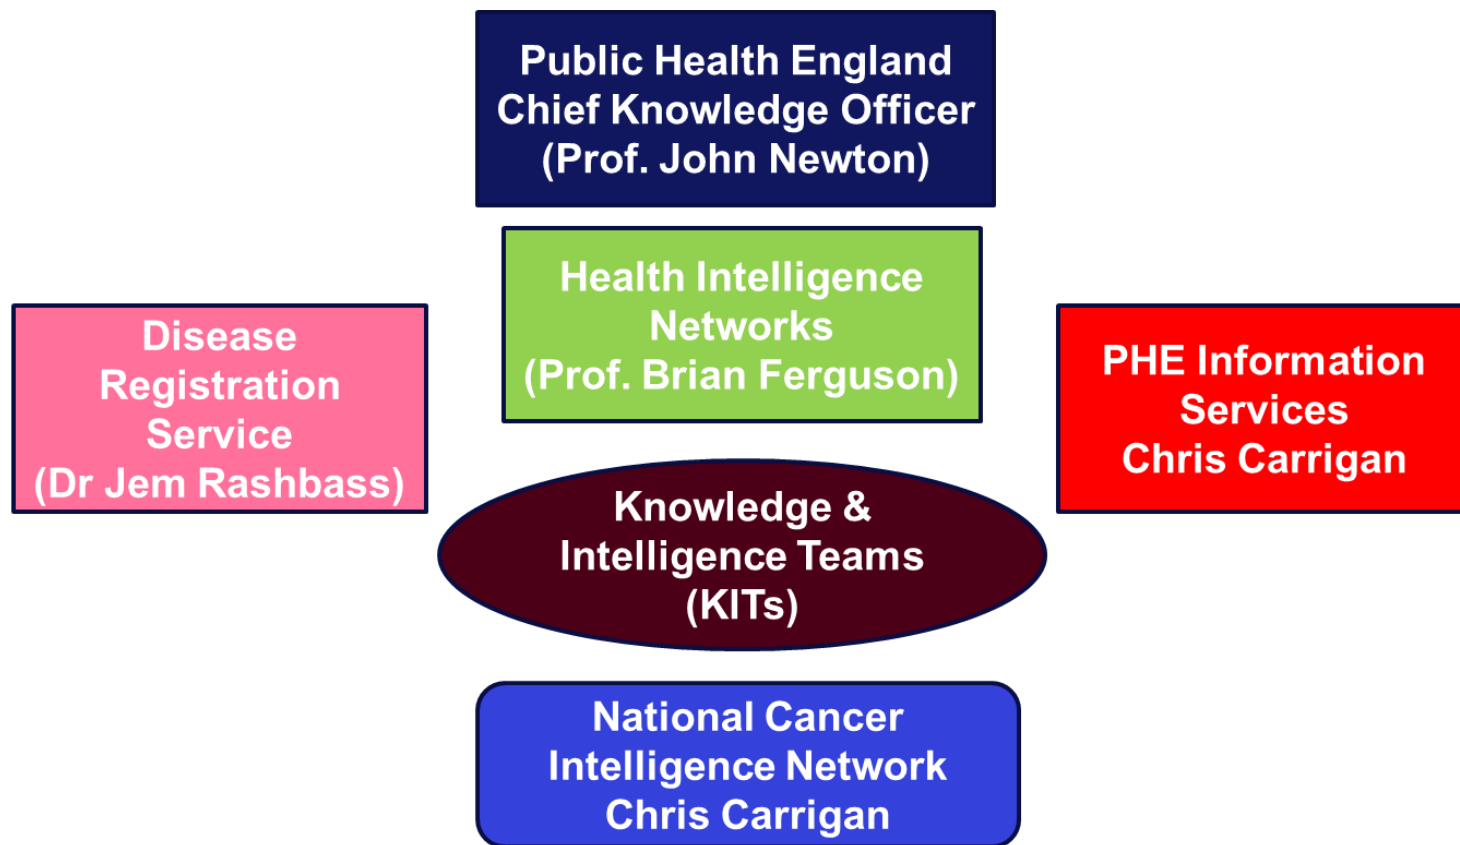 Public Health England
Chief Knowledge Officer
(Prof. John Newton)
Health Intelligence
Networks
(Prof. Brian Ferguson)
Disease
Registration
Service
(Dr Jem Rashbass)
PHE Information
Services
Chris Carrigan
Knowledge &
Intelligence Teams
(KITs)
National Cancer
Intelligence Network
Chris Carrigan